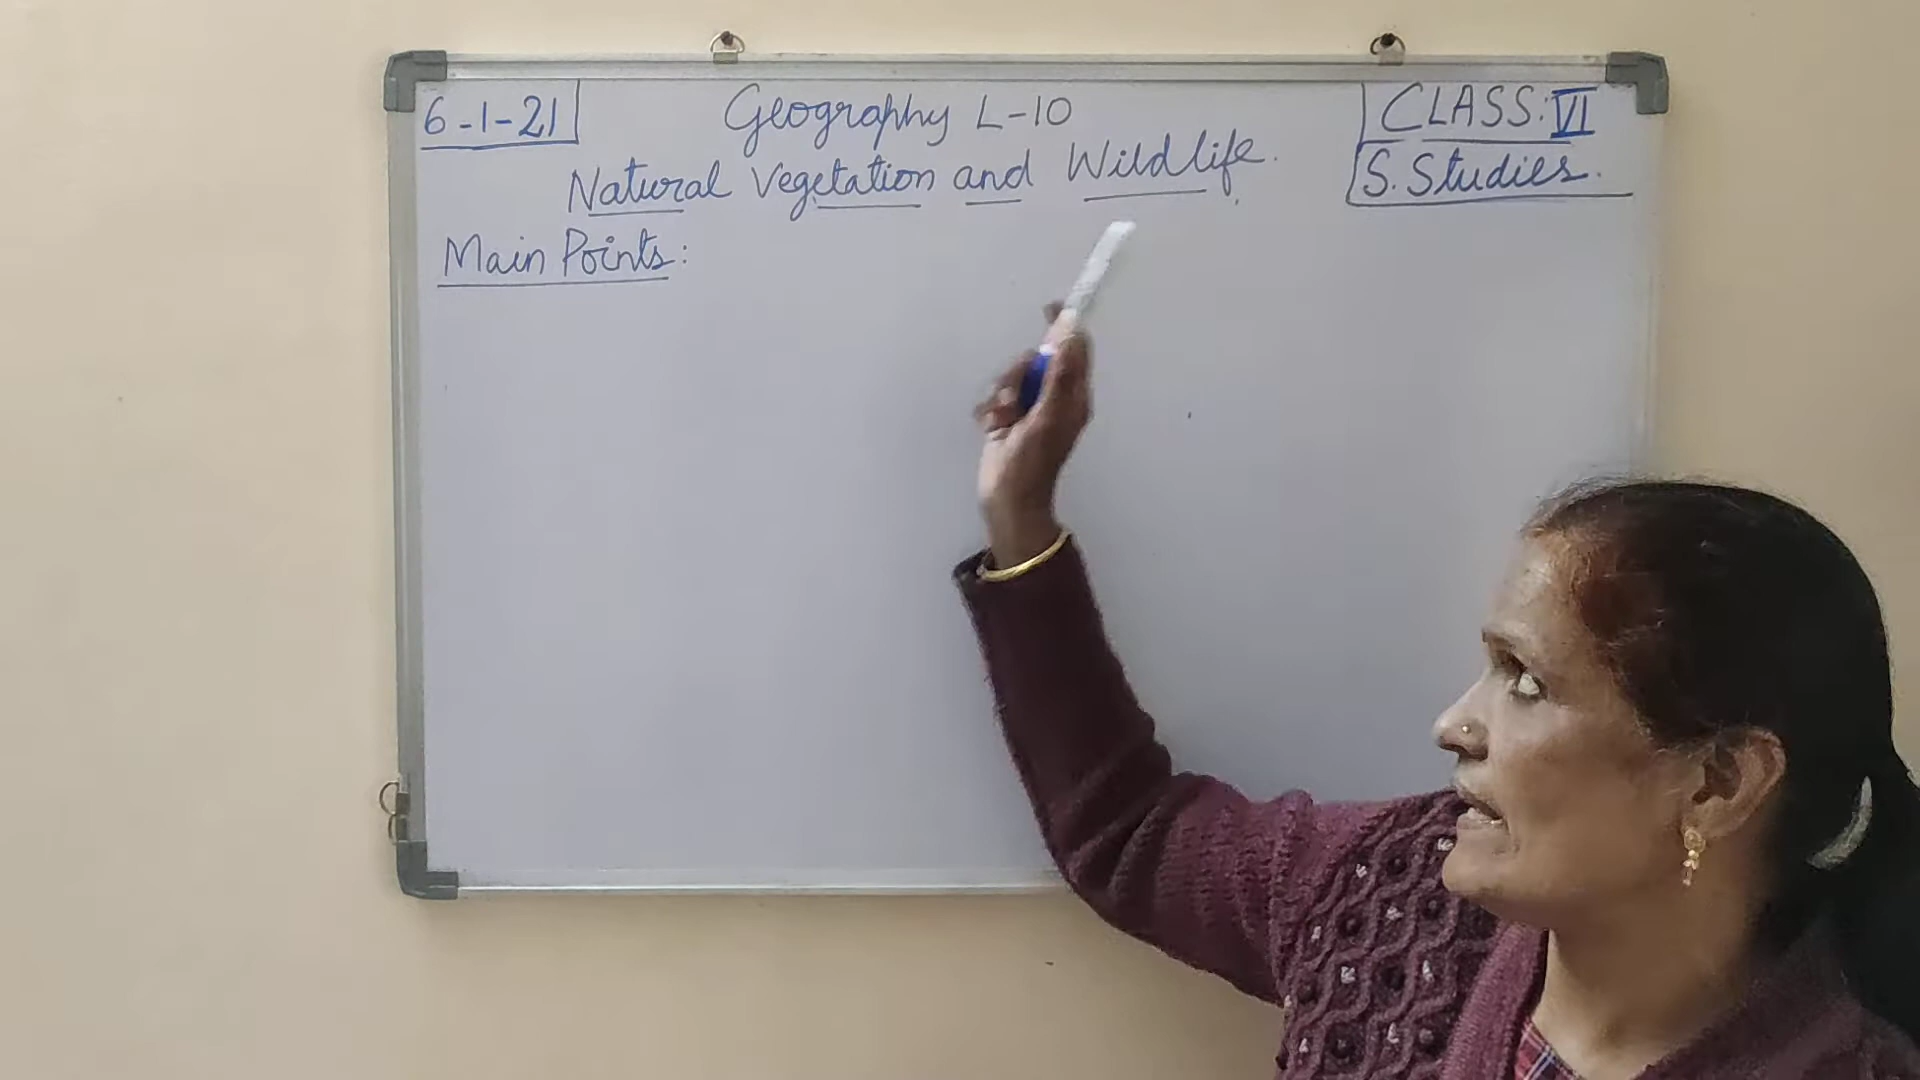 6-1-21
Geography L-10
CLASS: VI
Natural Vegetation and Wildlife.
S. Studies.
Main Points: